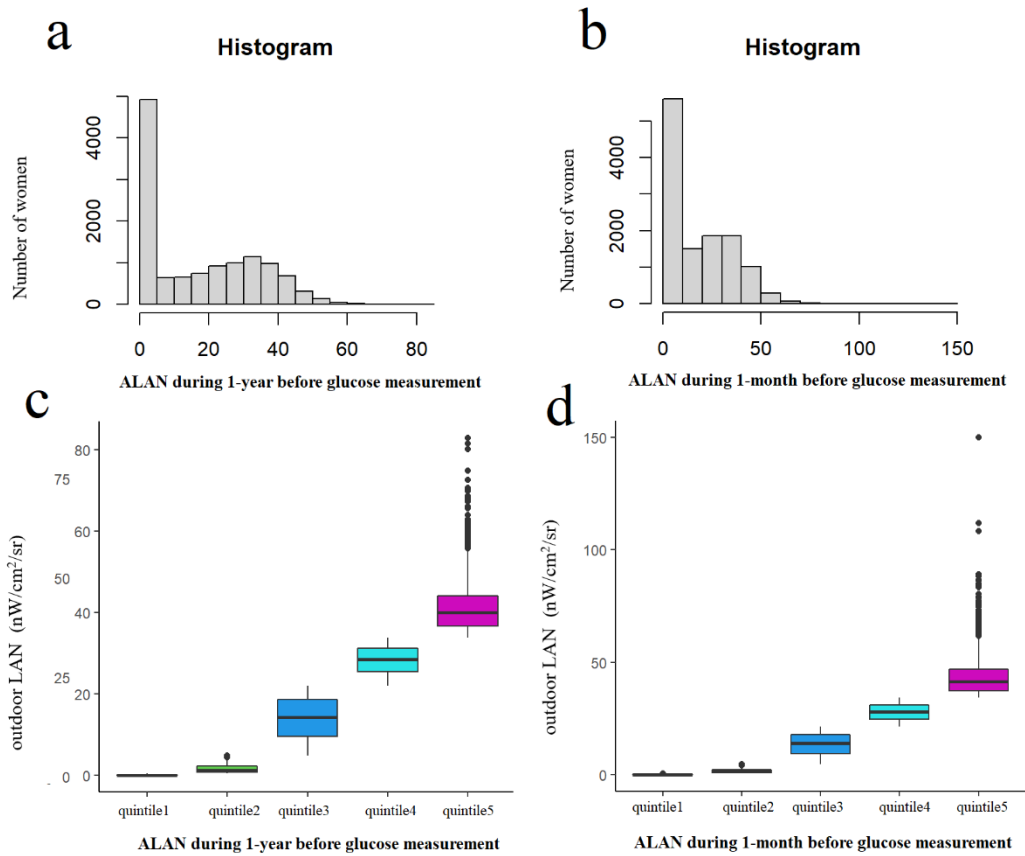 a
Histogram
Number of women
0
2000
4000
0 20 40 60 80
ALAN during 1-year before glucose measurement
b
Histogram
Number of women
0
2000
4000
0 50 100 150
ALAN during 1-month before glucose measurement
c
outdoor LAN (nW/cm²/sr)
80
75
60
50
40
25
20
0 0
quintile1 quintile2 quintile3 quintile4 quintile5
ALAN during 1-year before glucose measurement
d
outdoor LAN (nW/cm²/sr)
150
100
50
0
quintile1 quintile2 quintile3 quintile4 quintile5
ALAN during 1-month before glucose measurement